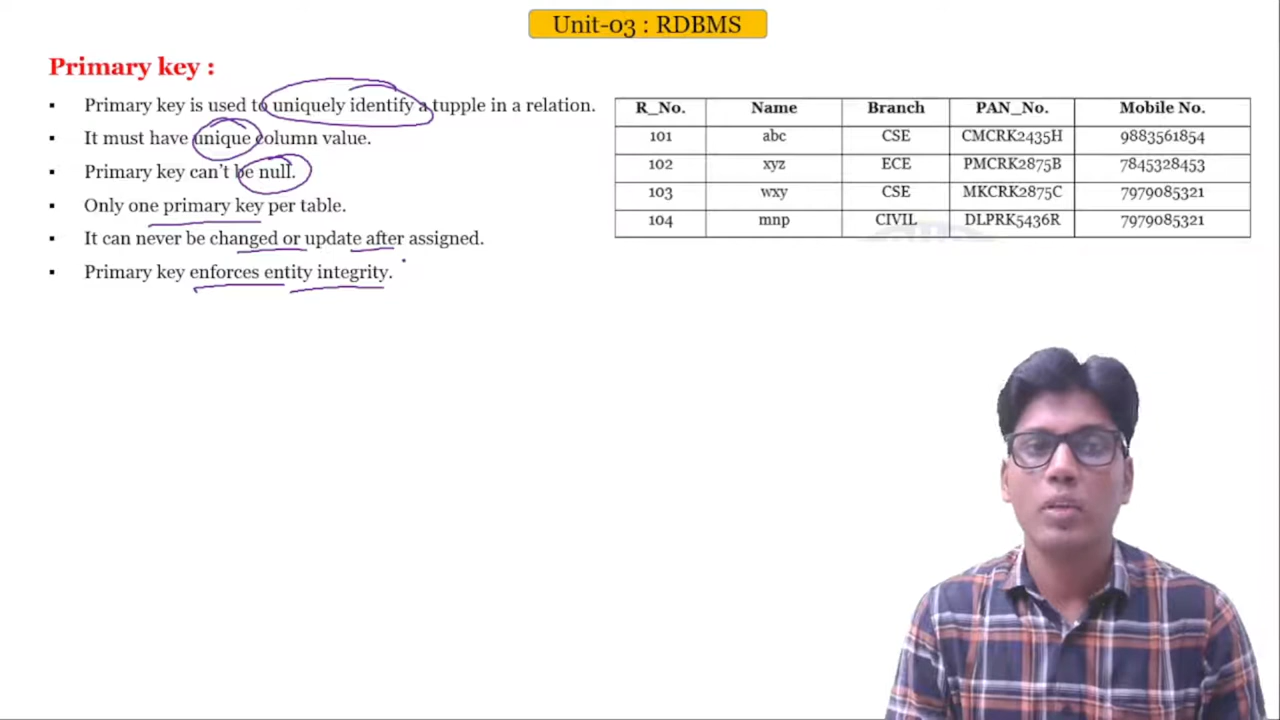 Unit-03 : RDBMS
Primary key :
▪ Primary key is used to uniquely identify a tupple in a relation.
▪ It must have unique column value.
▪ Primary key can't be null.
▪ Only one primary key per table.
▪ It can never be changed or update after assigned.
▪ Primary key enforces entity integrity.
R_No. Name Branch PAN_No. Mobile No.
101 abc CSE CMCRK2435H 9883561854
102 xyz ECE PMCRK2875B 7845328453
103 wxy CSE MKCRK2875C 7979085321
104 mnp CIVIL DLPRK5436R 7979085321